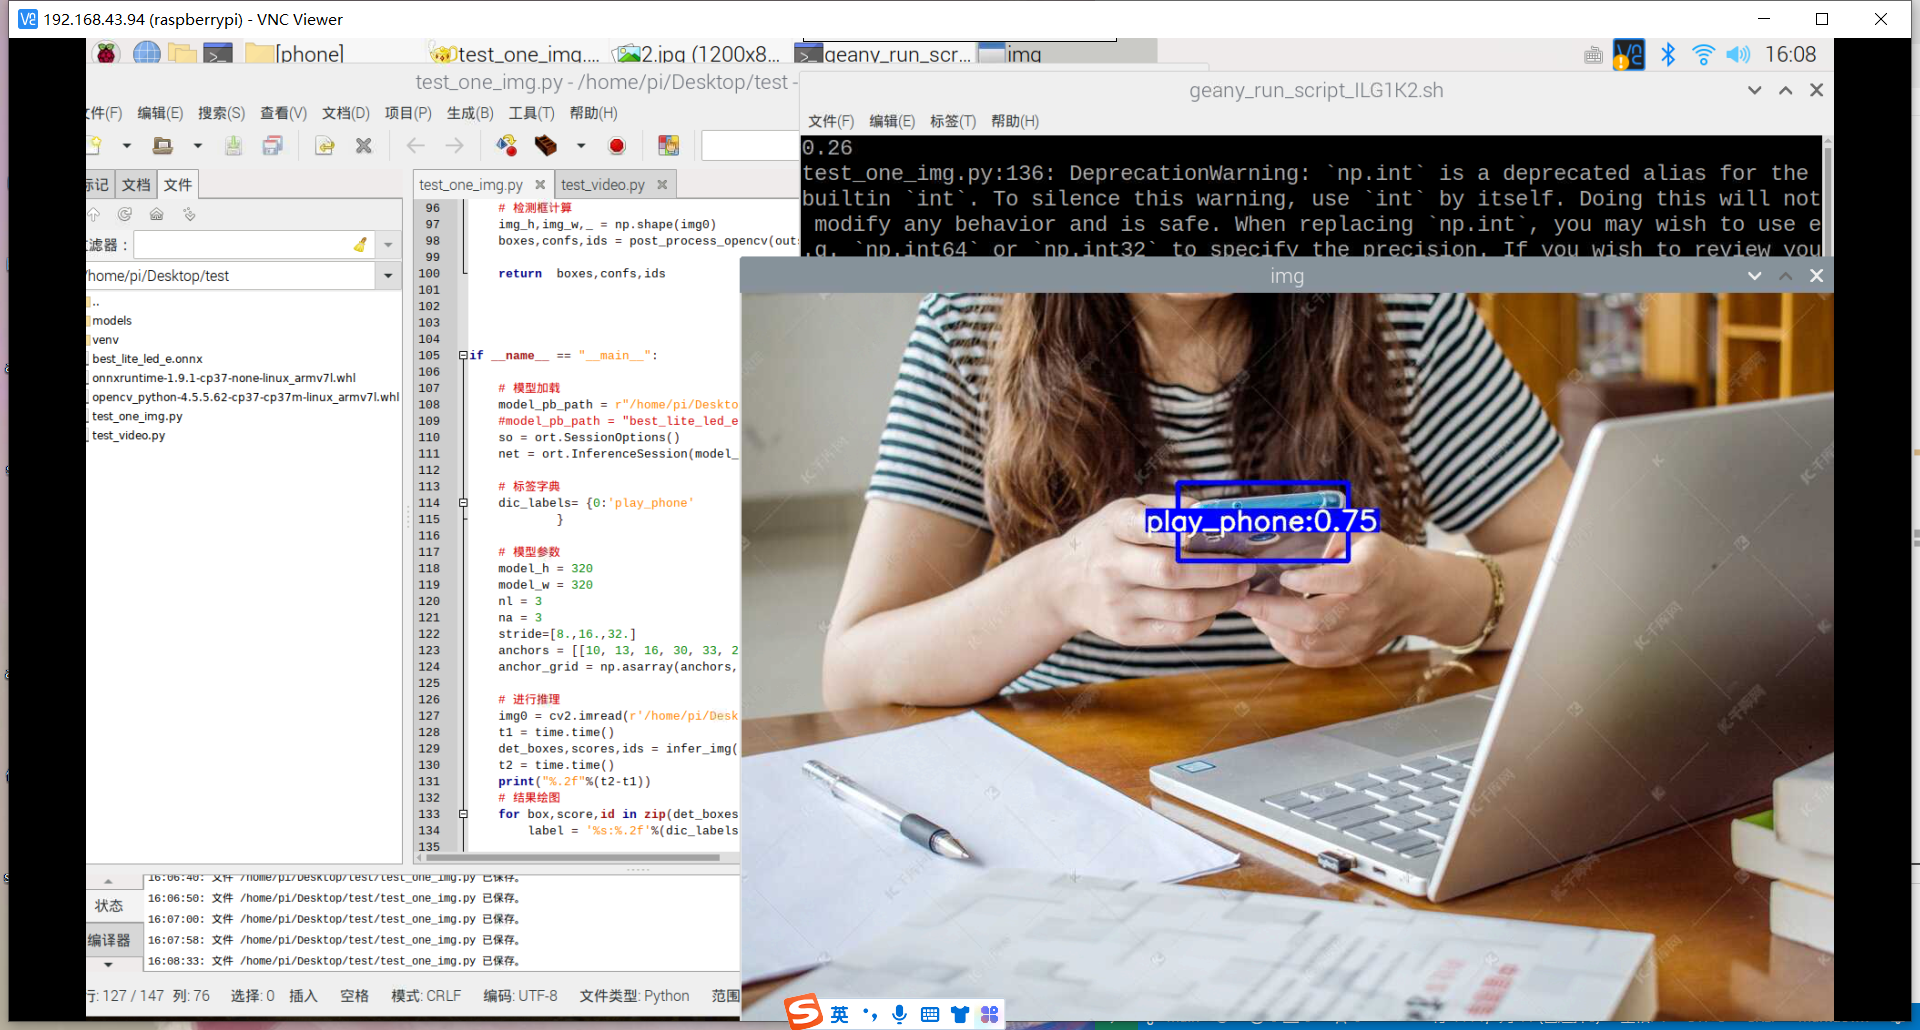 192.168.43.94 (raspberrypi) - VNC Viewer
[phone]
test_one_img....
2.jpg (1200x8...
geany_run_scr...
img
16:08
test_one_img.py - /home/pi/Desktop/test -
文件(F) 编辑(E) 搜索(S) 查看(V) 文档(D) 项目(P) 生成(B) 工具(T) 帮助(H)
标记 文档 文件
过滤器：
/home/pi/Desktop/test
..
models
venv
best_lite_led_e.onnx
onnxruntime-1.9.1-cp37-none-linux_armv7l.whl
opencv_python-4.5.5.62-cp37-cp37m-linux_armv7l.whl
test_one_img.py
test_video.py
test_one_img.py test_video.py
96 # 检测框计算
97 img_h,img_w,_ = np.shape(img0)
98 boxes,confs,ids = post_process_opencv(outs
99
100 return boxes,confs,ids
101
102
103
104
105 if __name__ == "__main__":
106
107 # 模型加载
108 model_pb_path = r"/home/pi/Deskto
109 #model_pb_path = "best_lite_led_e
110 so = ort.SessionOptions()
111 net = ort.InferenceSession(model_
112
113 # 标签字典
114 dic_labels= {0:'play_phone'
115 }
116
117 # 模型参数
118 model_h = 320
119 model_w = 320
120 nl = 3
121 na = 3
122 stride=[8.,16.,32.]
123 anchors = [[10, 13, 16, 30, 33, 2
124 anchor_grid = np.asarray(anchors,
125
126 # 进行推理
127 img0 = cv2.imread(r'/home/pi/Desk
128 t1 = time.time()
129 det_boxes,scores,ids = infer_img(
130 t2 = time.time()
131 print("%.2f"%(t2-t1))
132 # 结果绘图
133 for box,score,id in zip(det_boxes
134 label = '%s:%.2f'%(dic_labels
135
状态
编译器
16:06:40: 文件 /home/pi/Desktop/test/test_one_img.py 已保存。
16:06:50: 文件 /home/pi/Desktop/test/test_one_img.py 已保存。
16:07:00: 文件 /home/pi/Desktop/test/test_one_img.py 已保存。
16:07:58: 文件 /home/pi/Desktop/test/test_one_img.py 已保存。
16:08:33: 文件 /home/pi/Desktop/test/test_one_img.py 已保存。
行: 127 / 147 列: 76 选择: 0 插入 空格 模式: CRLF 编码: UTF-8 文件类型: Python 范围
geany_run_script_ILG1K2.sh
文件(F) 编辑(E) 标签(T) 帮助(H)
0.26
test_one_img.py:136: DeprecationWarning: `np.int` is a deprecated alias for the
builtin `int`. To silence this warning, use `int` by itself. Doing this will not
modify any behavior and is safe. When replacing `np.int`, you may wish to use e
.g. `np.int64` or `np.int32` to specify the precision. If you wish to review you
img
play_phone:0.75
千库网
英